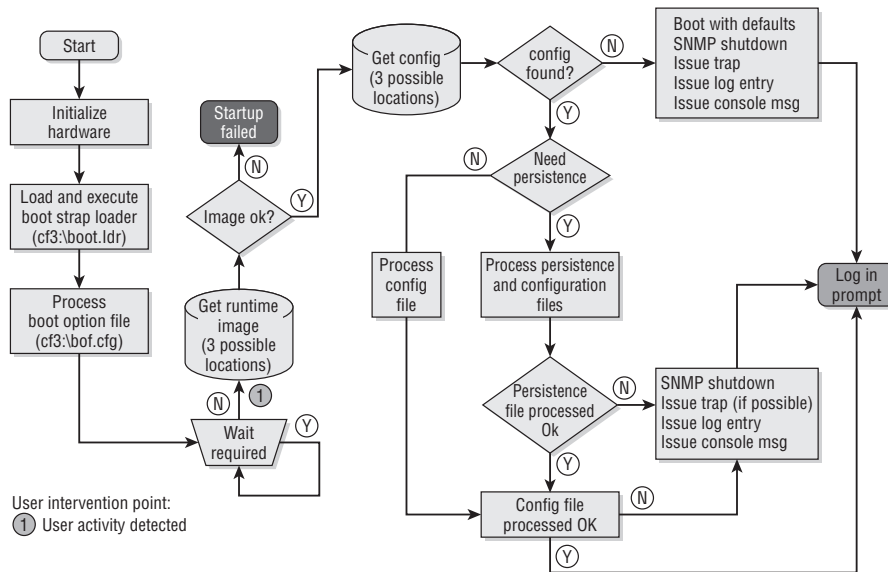 Start
Initialize
hardware
Load and execute
boot strap loader
(cf3:\boot.ldr)
Process
boot option file
(cf3:\bof.cfg)
Wait
required
N
Y
1
Get runtime
image
(3 possible
locations)
Image ok?
N
Y
Startup
failed
Get config
(3 possible
locations)
config
found?
N
Y
Boot with defaults
SNMP shutdown
Issue trap
Issue log entry
Issue console msg
Need
persistence
N
Y
Process
config
file
Process persistence
and configuration
files
Log in
prompt
Persistence
file processed
Ok
N
Y
SNMP shutdown
Issue trap (if possible)
Issue log entry
Issue console msg
Config file
processed OK
N
Y
User intervention point:
1 User activity detected